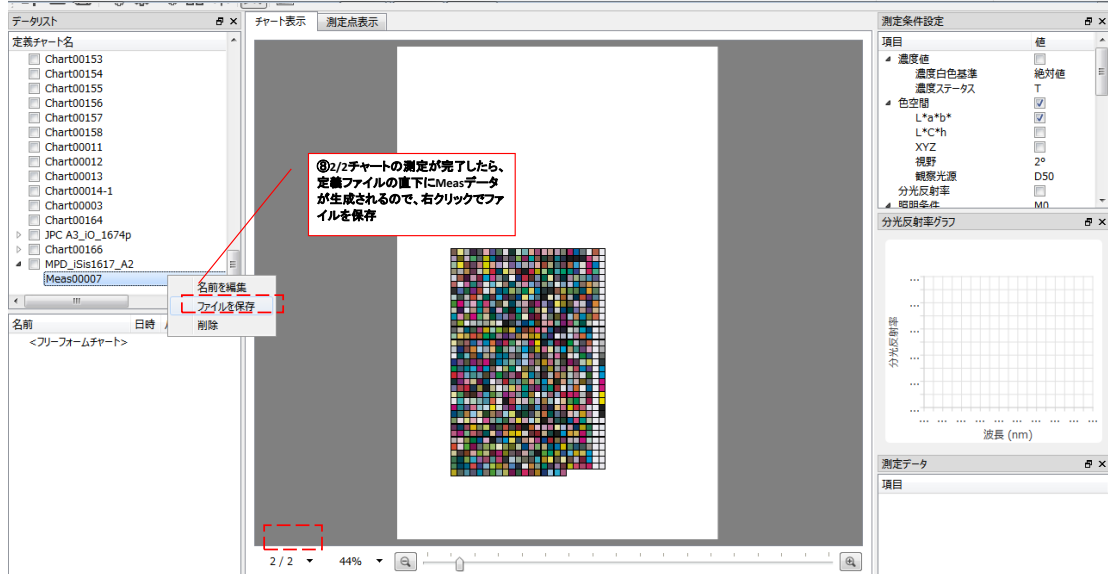 データリスト
定義チャート名
Chart00153
Chart00154
Chart00155
Chart00156
Chart00157
Chart00158
Chart00011
Chart00012
Chart00013
Chart00014-1
Chart00003
Chart00164
JPC A3_iO_1674p
Chart00166
MPD_iSis1617_A2
Meas00007
名前を編集
ファイルを保存
削除
名前 日時
<フリーフォームチャート>
チャート表示 測定点表示
⑧2/2チャートの測定が完了したら、
定義ファイルの直下にMeasデータ
が生成されるので、右クリックでファ
イルを保存
2 / 2 44%
測定条件設定
項目 値
濃度値
濃度白色基準 絶対値
濃度ステータス T
色空間
L*a*b*
L*C*h
XYZ
視野 2°
観察光源 D50
分光反射率
照明条件 M0
分光反射率グラフ
分光反射率
...
...
...
...
...
... ... ... ... ... ... ... ... ... ...
波長 (nm)
測定データ
項目